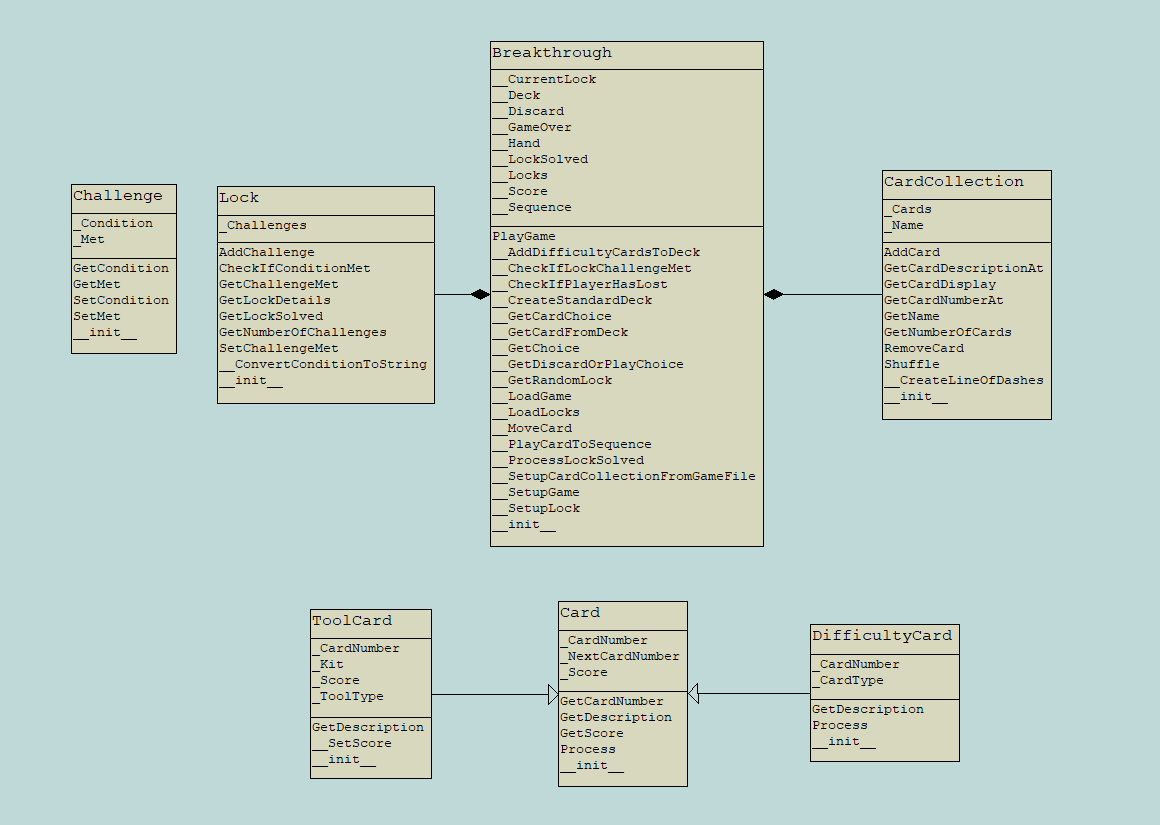 Breakthrough
__CurrentLock
__Deck
__Discard
__GameOver
__Hand
__LockSolved
__Locks
__Score
__Sequence
PlayGame
__AddDifficultyCardsToDeck
__CheckIfLockChallengeMet
__CheckIfPlayerHasLost
__CreateStandardDeck
__GetCardChoice
__GetCardFromDeck
__GetChoice
__GetDiscardOrPlayChoice
__GetRandomLock
__LoadGame
__LoadLocks
__MoveCard
__PlayCardToSequence
__ProcessLockSolved
__SetupCardCollectionFromGameFile
__SetupGame
__SetupLock
__init__
Challenge
_Condition
_Met
GetCondition
GetMet
SetCondition
SetMet
__init__
Lock
_Challenges
AddChallenge
CheckIfConditionMet
GetChallengeMet
GetLockDetails
GetLockSolved
GetNumberOfChallenges
SetChallengeMet
__ConvertConditionToString
__init__
CardCollection
_Cards
_Name
AddCard
GetCardDescriptionAt
GetCardDisplay
GetCardNumberAt
GetName
GetNumberOfCards
RemoveCard
Shuffle
__CreateLineOfDashes
__init__
ToolCard
_CardNumber
_Kit
_Score
_ToolType
GetDescription
__SetScore
__init__
Card
_CardNumber
_NextCardNumber
_Score
GetCardNumber
GetDescription
GetScore
Process
__init__
DifficultyCard
_CardNumber
_CardType
GetDescription
Process
__init__